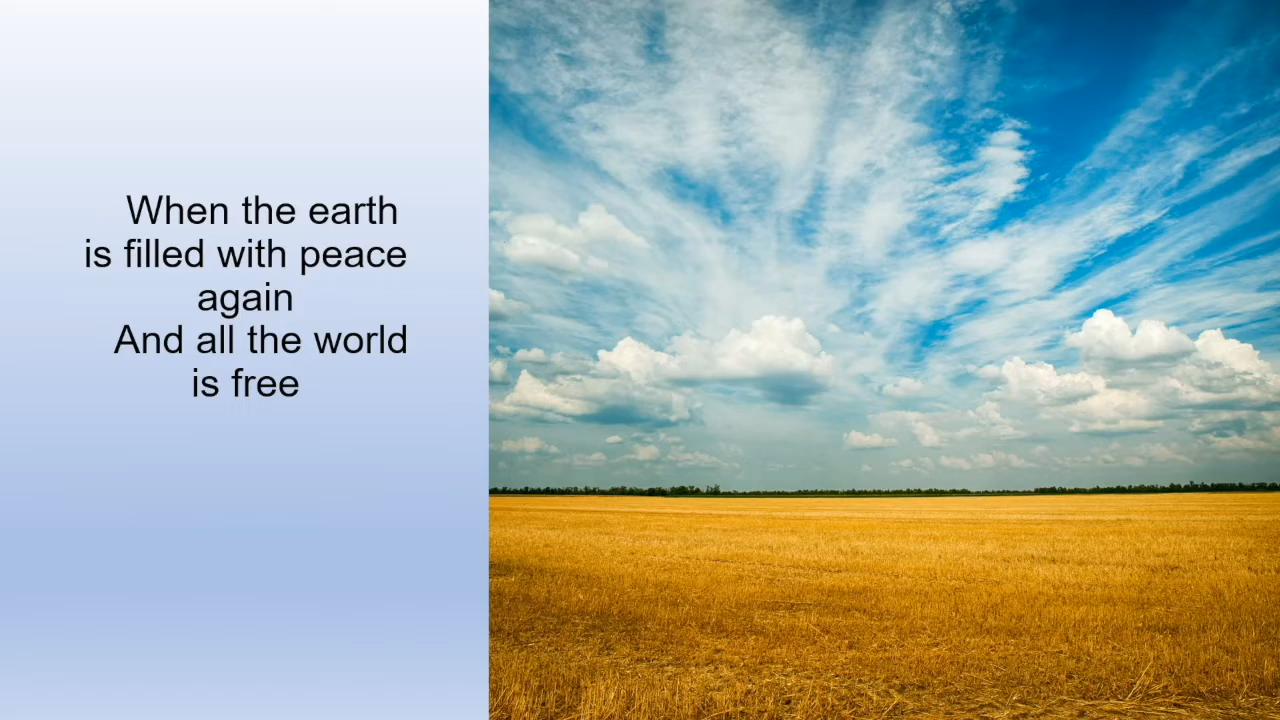 When the earth
is filled with peace
again
And all the world
is free